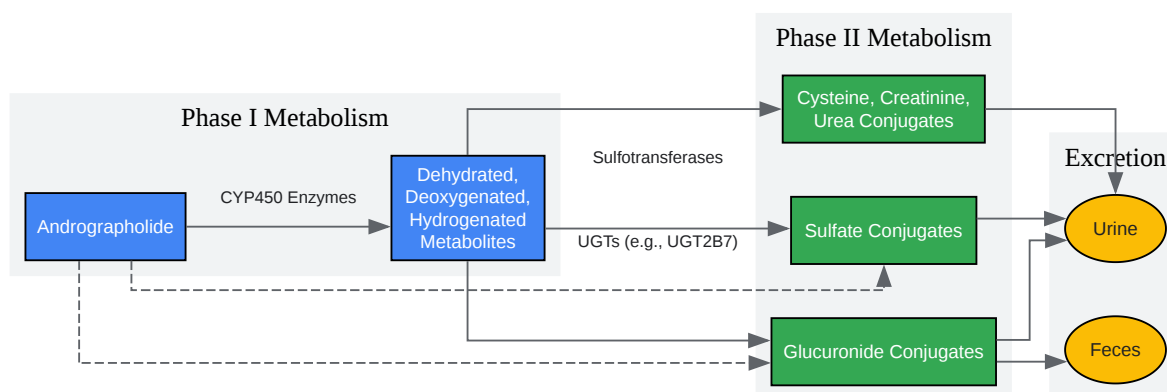 Phase II Metabolism
Cysteine, Creatinine,
Urea Conjugates
Phase I Metabolism
Sulfotransferases
Excretion
Dehydrated,
Deoxygenated,
Hydrogenated
Metabolites
CYP450 Enzymes
Andrographolide
UGTs (e.g., UGT2B7)
Sulfate Conjugates
Urine
Glucuronide Conjugates
Feces